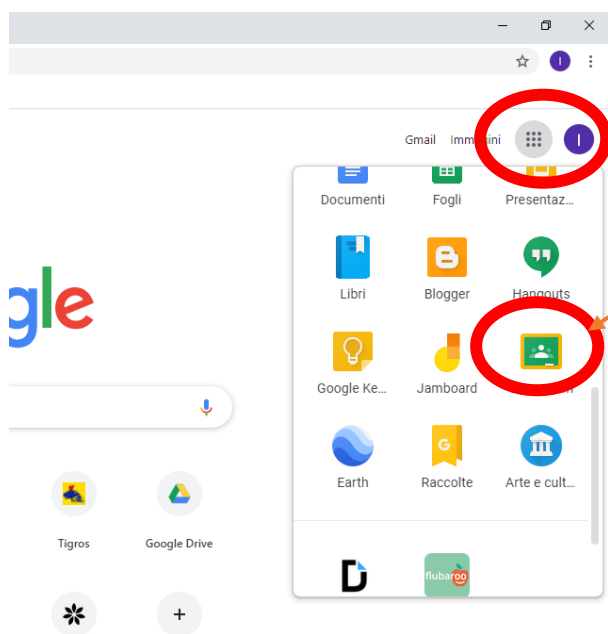 I
Gmail Immagini I
gle
Documenti Fogli Presentaz...
Libri Blogger Hangouts
Google Ke... Jamboard
Earth G Raccolte Arte e cult...
Tigros Google Drive
flubaroo